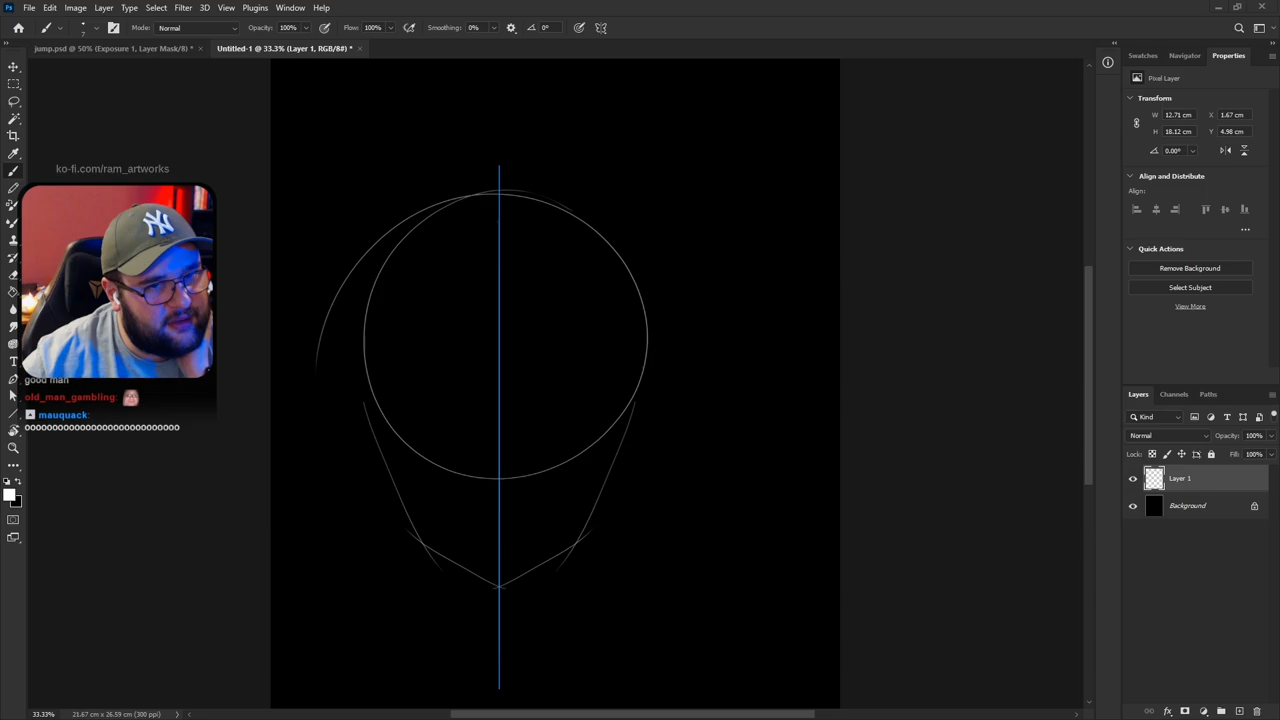 Ps File Edit Image Layer Type Select Filter 3D View Plugins Window Help
7 Mode: Normal Opacity: 100% Flow: 100% Smoothing: 0% 0°
jump.psd @ 50% (Exposure 1, Layer Mask/8) * × Untitled-1 @ 33.3% (Layer 1, RGB/8#) * ×
Swatches Navigator Properties
Pixel Layer
Transform
W 12.71 cm X 1.67 cm
H 18.12 cm Y 4.98 cm
0.00°
Align and Distribute
Align:
Quick Actions
Remove Background
Select Subject
View More
ko-fi.com/ram_artworks
NY
good man
old_man_gambling:
mauquack:
oooooooooooooooooooooooooooo
Layers Channels Paths
Kind
Normal Opacity: 100%
Lock: Fill: 100%
Layer 1
Background
33.33% 21.67 cm x 26.59 cm (300 ppi)